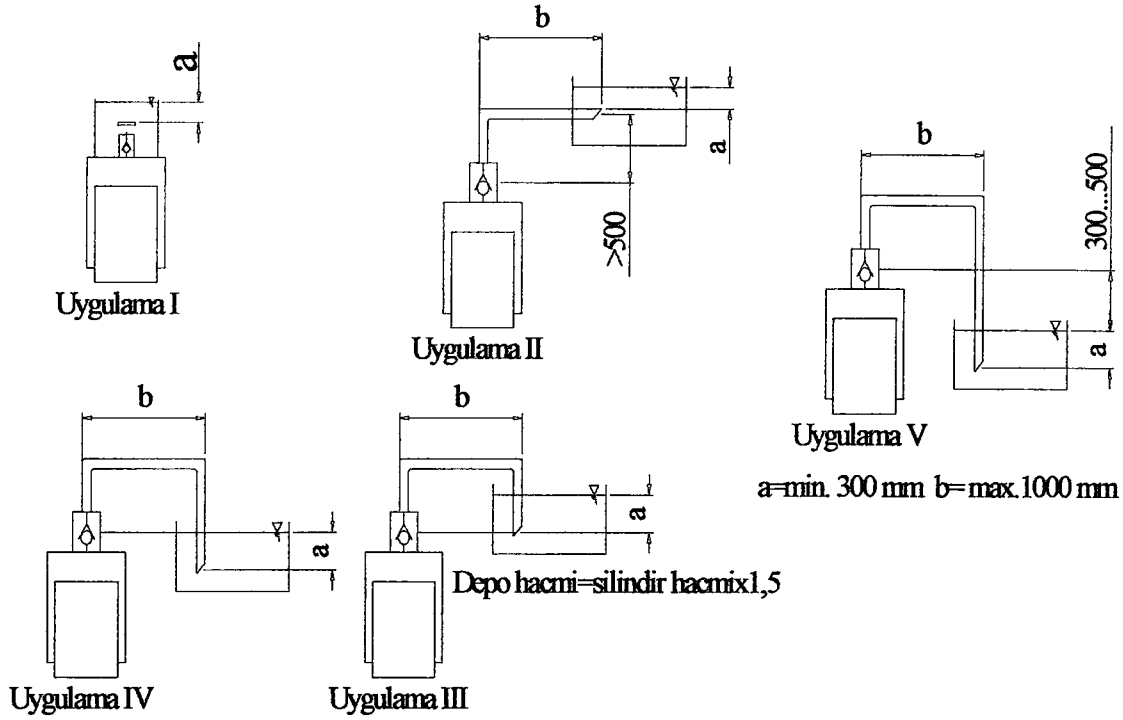 a
Uygulama I
b
a
>500
Uygulama II
b
300...500
a
Uygulama V
a=min. 300 mm b=max.1000 mm
b
a
Uygulama IV
b
a
Depo hacmi=silindir hacmix1,5
Uygulama III